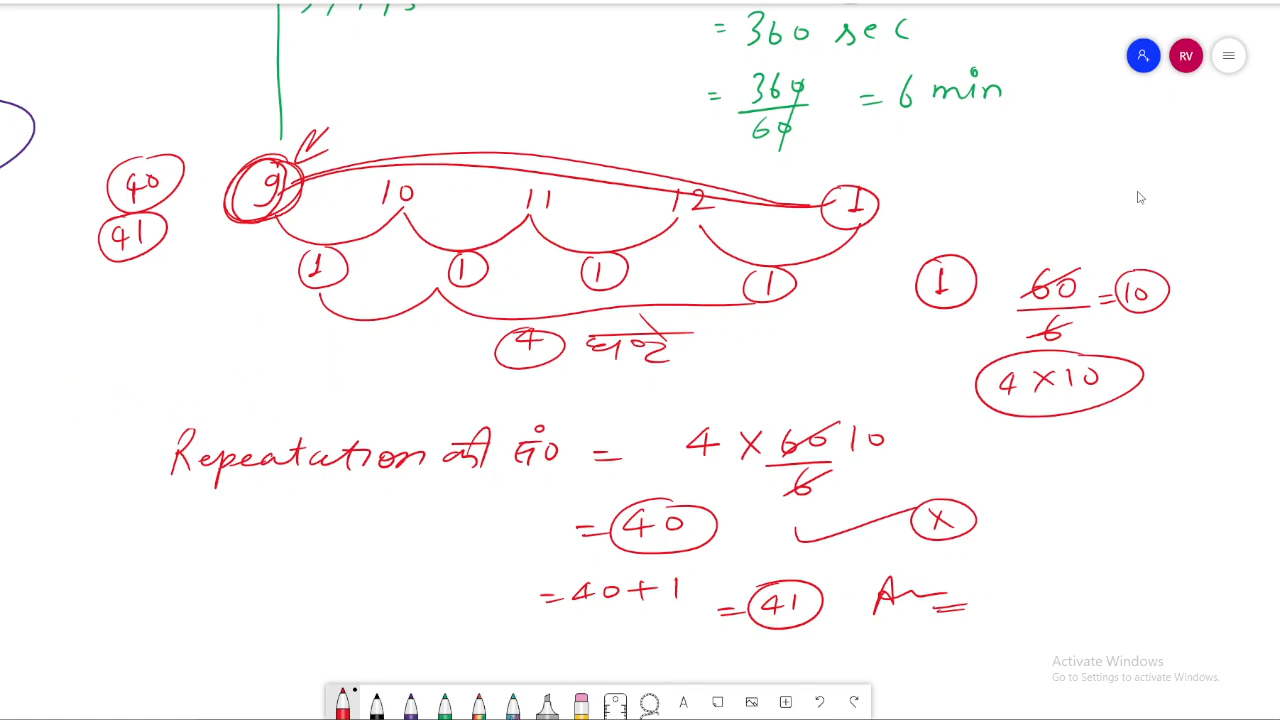 = 360 sec
= 360/60 = 6 min
RV
40
41
9 10 11 12 1
1 1 1 1
4 घण्टे
1 60/6 = 10
4 X 10
Repeatation की सं० = 4 X 60/6 10
= 40 X
= 40 + 1 = 41 Ans
A
Activate Windows
Go to Settings to activate Windows.